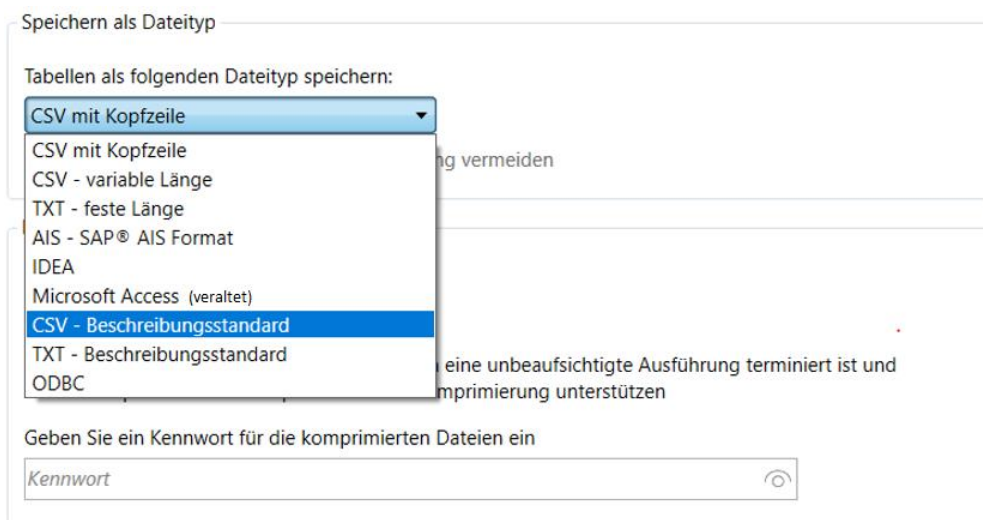 Speichern als Dateityp
Tabellen als folgenden Dateityp speichern:
CSV mit Kopfzeile
CSV mit Kopfzeile
ng vermeiden
CSV - variable Länge
TXT - feste Länge
AIS - SAP® AIS Format
IDEA
Microsoft Access (veraltet)
CSV - Beschreibungsstandard
TXT - Beschreibungsstandard
eine unbeaufsichtigte Ausführung terminiert ist und
ODBC
mprimierung unterstützen
Geben Sie ein Kennwort für die komprimierten Dateien ein
Kennwort